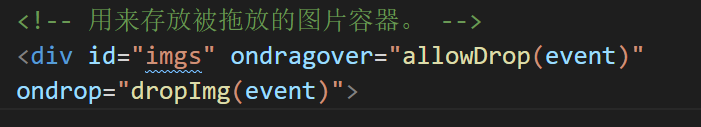 <!-- 用来存放被拖放的图片容器。 -->
<div id="imgs" ondragover="allowDrop(event)"
ondrop="dropImg(event)">